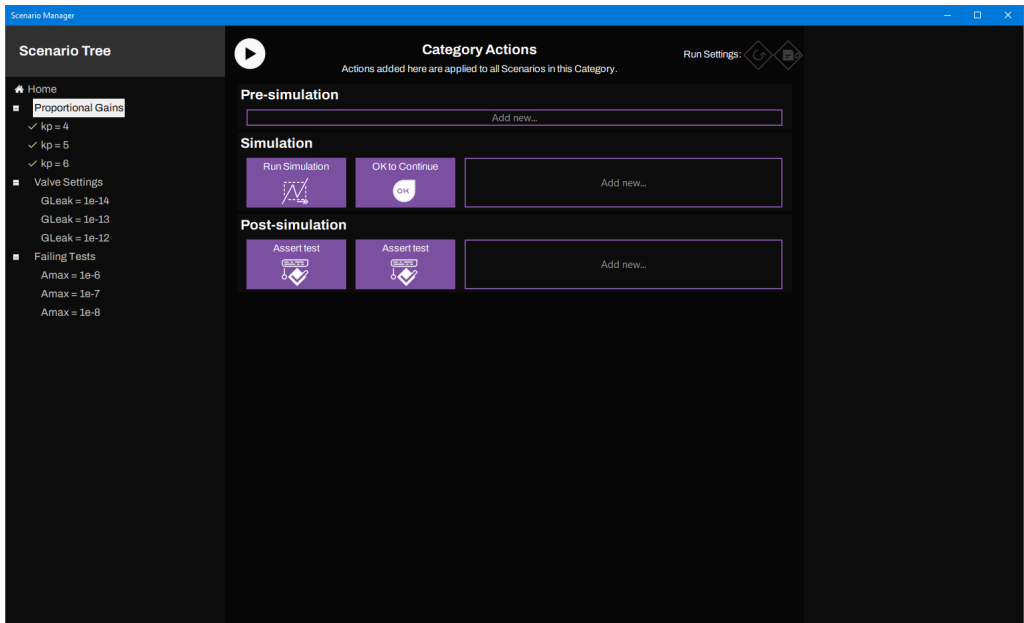 Scenario Manager
Scenario Tree
Home
Proportional Gains
kp = 4
kp = 5
kp = 6
Valve Settings
GLeak = 1e-14
GLeak = 1e-13
GLeak = 1e-12
Failing Tests
Amax = 1e-6
Amax = 1e-7
Amax = 1e-8
Category Actions
Actions added here are applied to all Scenarios in this Category.
Run Settings:
Pre-simulation
Add new...
Simulation
Run Simulation
OK to Continue
OK
Add new...
Post-simulation
Assert test
Assert test
Add new...